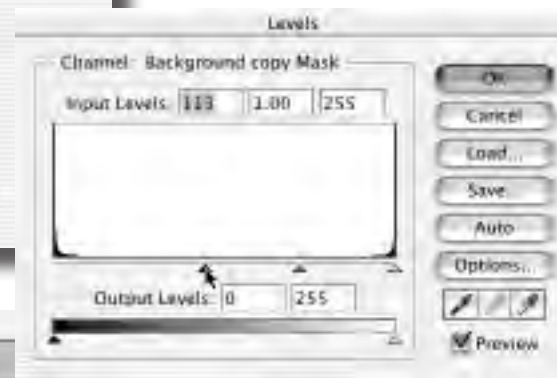 Levels
Channel: Background copy Mask
Input Levels: 113 1.00 255
Output Levels: 0 255
OK
Cancel
Load...
Save...
Auto
Options...
Preview